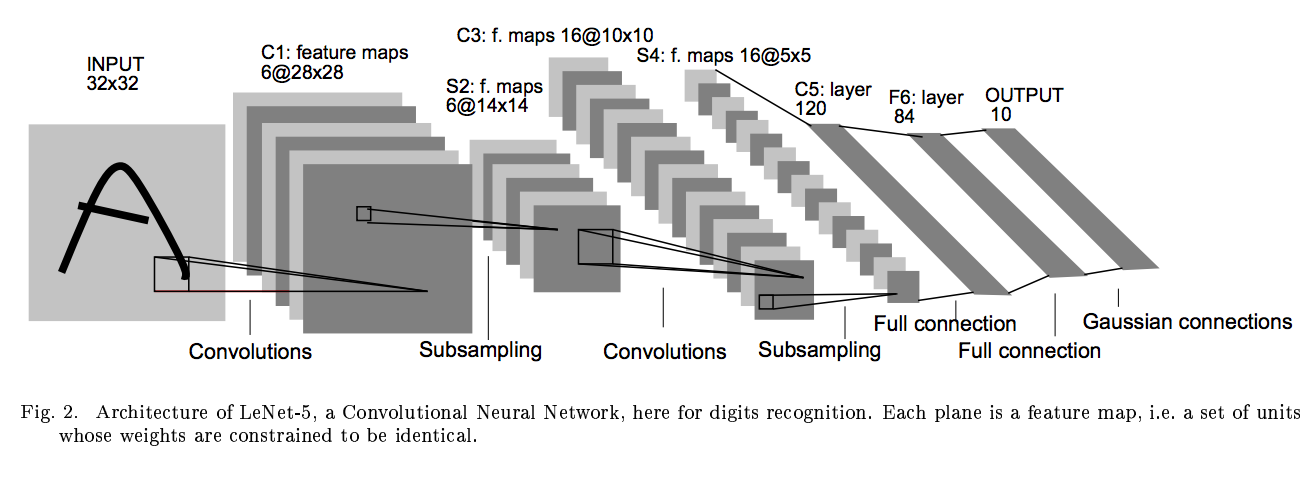 INPUT
32x32
C1: feature maps
6@28x28
S2: f. maps
6@14x14
C3: f. maps 16@10x10
S4: f. maps 16@5x5
C5: layer
120
F6: layer
84
OUTPUT
10
Convolutions
Subsampling
Convolutions
Subsampling
Full connection
Full connection
Gaussian connections
Fig. 2. Architecture of LeNet-5, a Convolutional Neural Network, here for digits recognition. Each plane is a feature map, i.e. a set of units
whose weights are constrained to be identical.